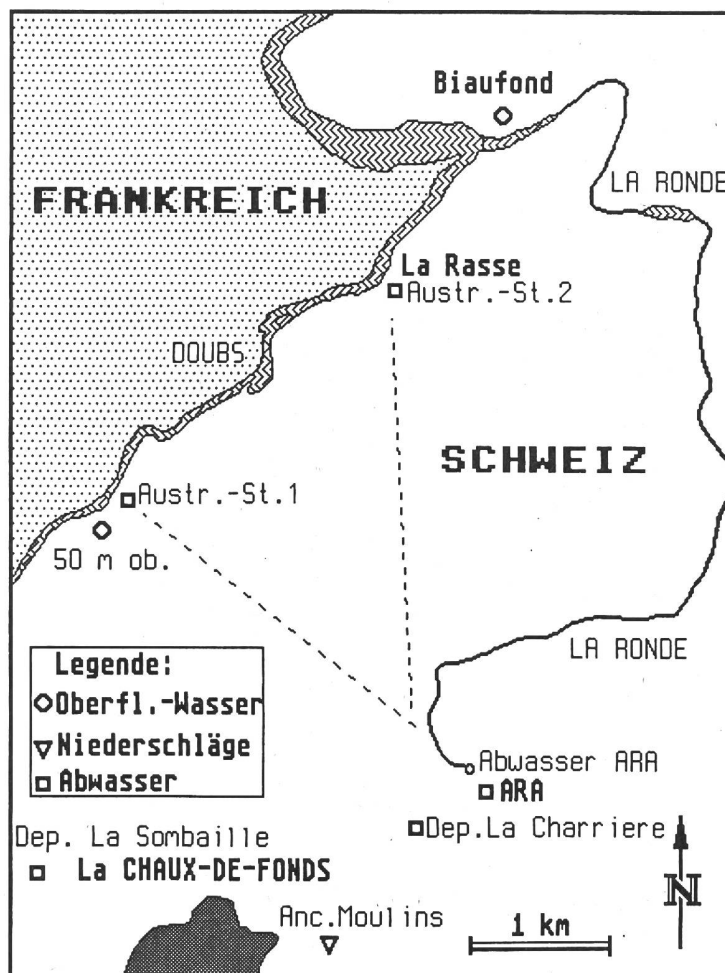 Biaufond
LA RONDE
FRANKREICH
La Rasse
Austr.-St.2
DOUBS
SCHWEIZ
Austr.-St.1
50 m ob.
LA RONDE
Legende:
Oberfl.-Wasser
Niederschläge
Abwasser
Abwasser ARA
ARA
Dep.La Charriere
Dep. La Sombaille
La CHAUX-DE-FONDS
N
Anc.Moulins
1 km